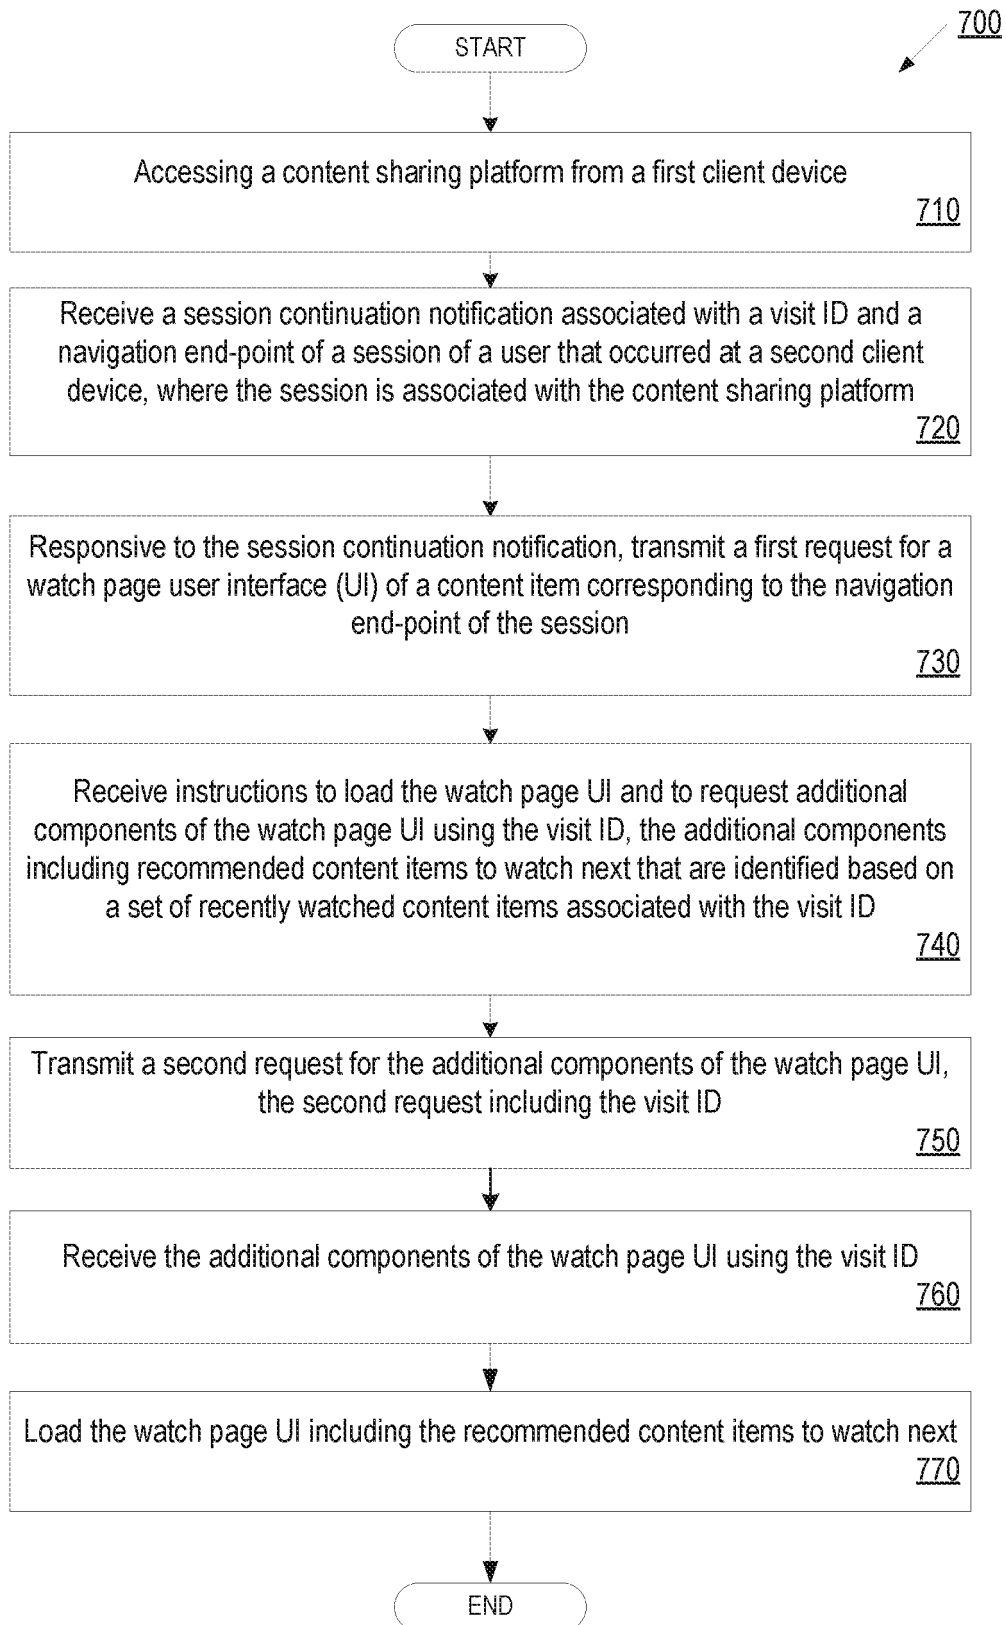 700
START
Accessing a content sharing platform from a first client device
710
Receive a session continuation notification associated with a visit ID and a
navigation end-point of a session of a user that occurred at a second client
device, where the session is associated with the content sharing platform
720
Responsive to the session continuation notification, transmit a first request for a
watch page user interface (UI) of a content item corresponding to the navigation
end-point of the session
730
Receive instructions to load the watch page UI and to request additional
components of the watch page UI using the visit ID, the additional components
including recommended content items to watch next that are identified based on
a set of recently watched content items associated with the visit ID
740
Transmit a second request for the additional components of the watch page UI,
the second request including the visit ID
750
Receive the additional components of the watch page UI using the visit ID
760
Load the watch page UI including the recommended content items to watch next
770
END